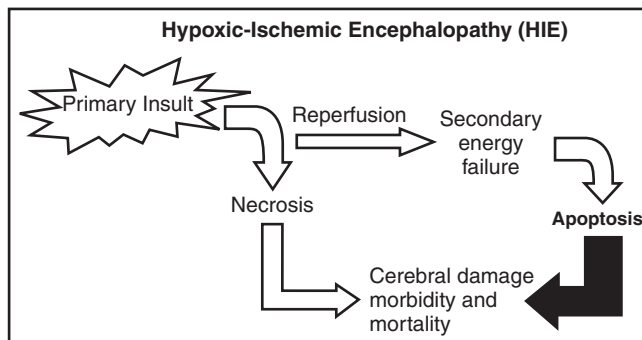 Hypoxic-Ischemic Encephalopathy (HIE)
Primary Insult
Reperfusion
Secondary
energy
failure
Necrosis
Apoptosis
Cerebral damage
morbidity and
mortality